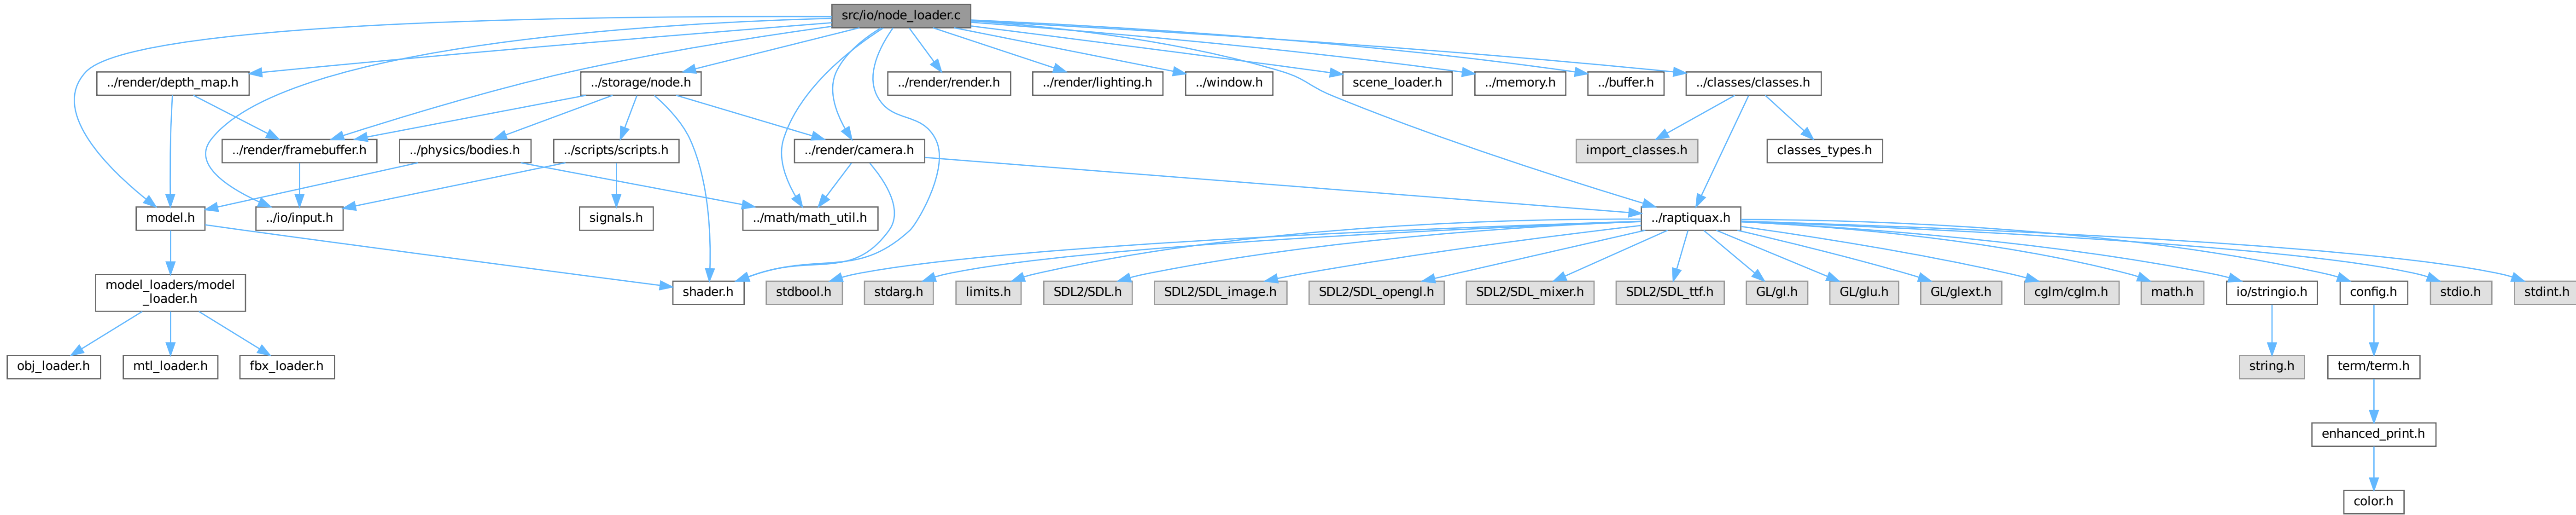 src/io/node_loader.c
../render/depth_map.h
../storage/node.h
../render/render.h
../render/lighting.h
../window.h
scene_loader.h
../memory.h
../buffer.h
../classes/classes.h
../render/framebuffer.h
../physics/bodies.h
../scripts/scripts.h
../render/camera.h
import_classes.h
classes_types.h
model.h
../io/input.h
signals.h
../math/math_util.h
../raptiquax.h
model_loaders/model
_loader.h
shader.h
stdbool.h
stdarg.h
limits.h
SDL2/SDL.h
SDL2/SDL_image.h
SDL2/SDL_opengl.h
SDL2/SDL_mixer.h
SDL2/SDL_ttf.h
GL/gl.h
GL/glu.h
GL/glext.h
cglm/cglm.h
math.h
io/stringio.h
config.h
stdio.h
stdint.h
obj_loader.h
mtl_loader.h
fbx_loader.h
string.h
term/term.h
enhanced_print.h
color.h